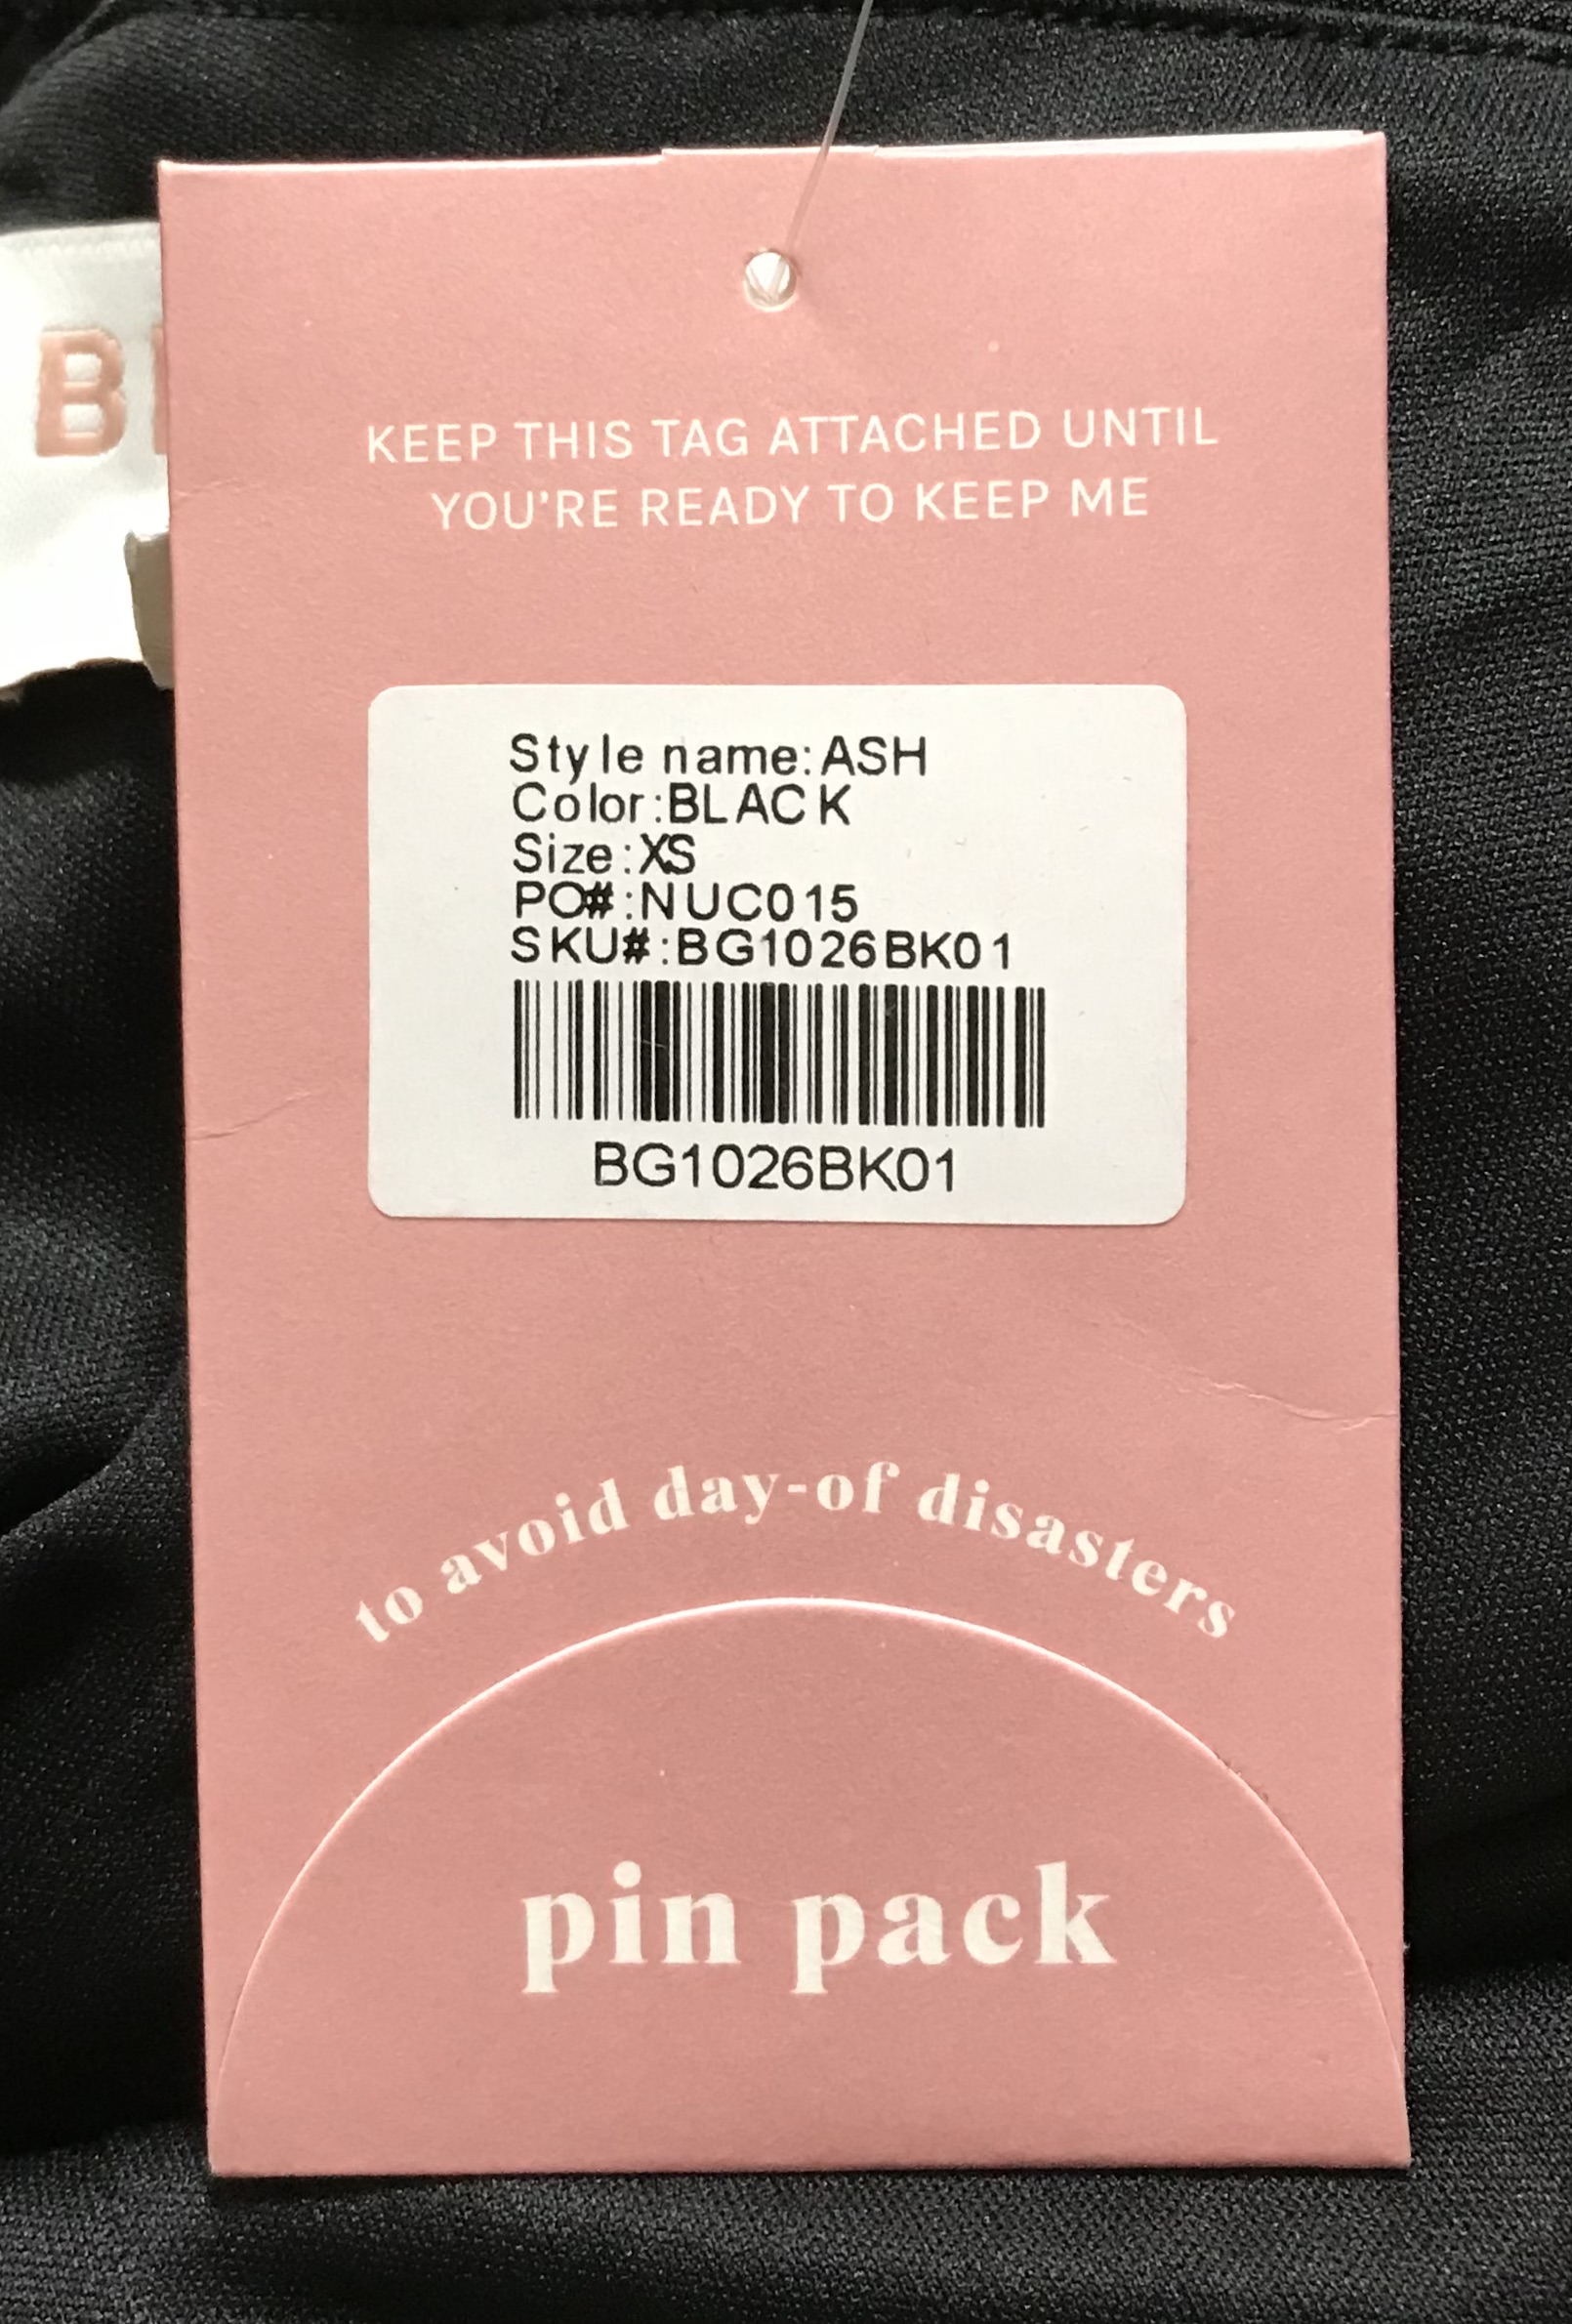 B
KEEP THIS TAG ATTACHED UNTIL
YOU'RE READY TO KEEP ME
Style name:ASH
Color:BLACK
Size:XS
PO#:NUC015
SKU#:BG1026BK01
BG1026BK01
to avoid day-of disasters
pin pack